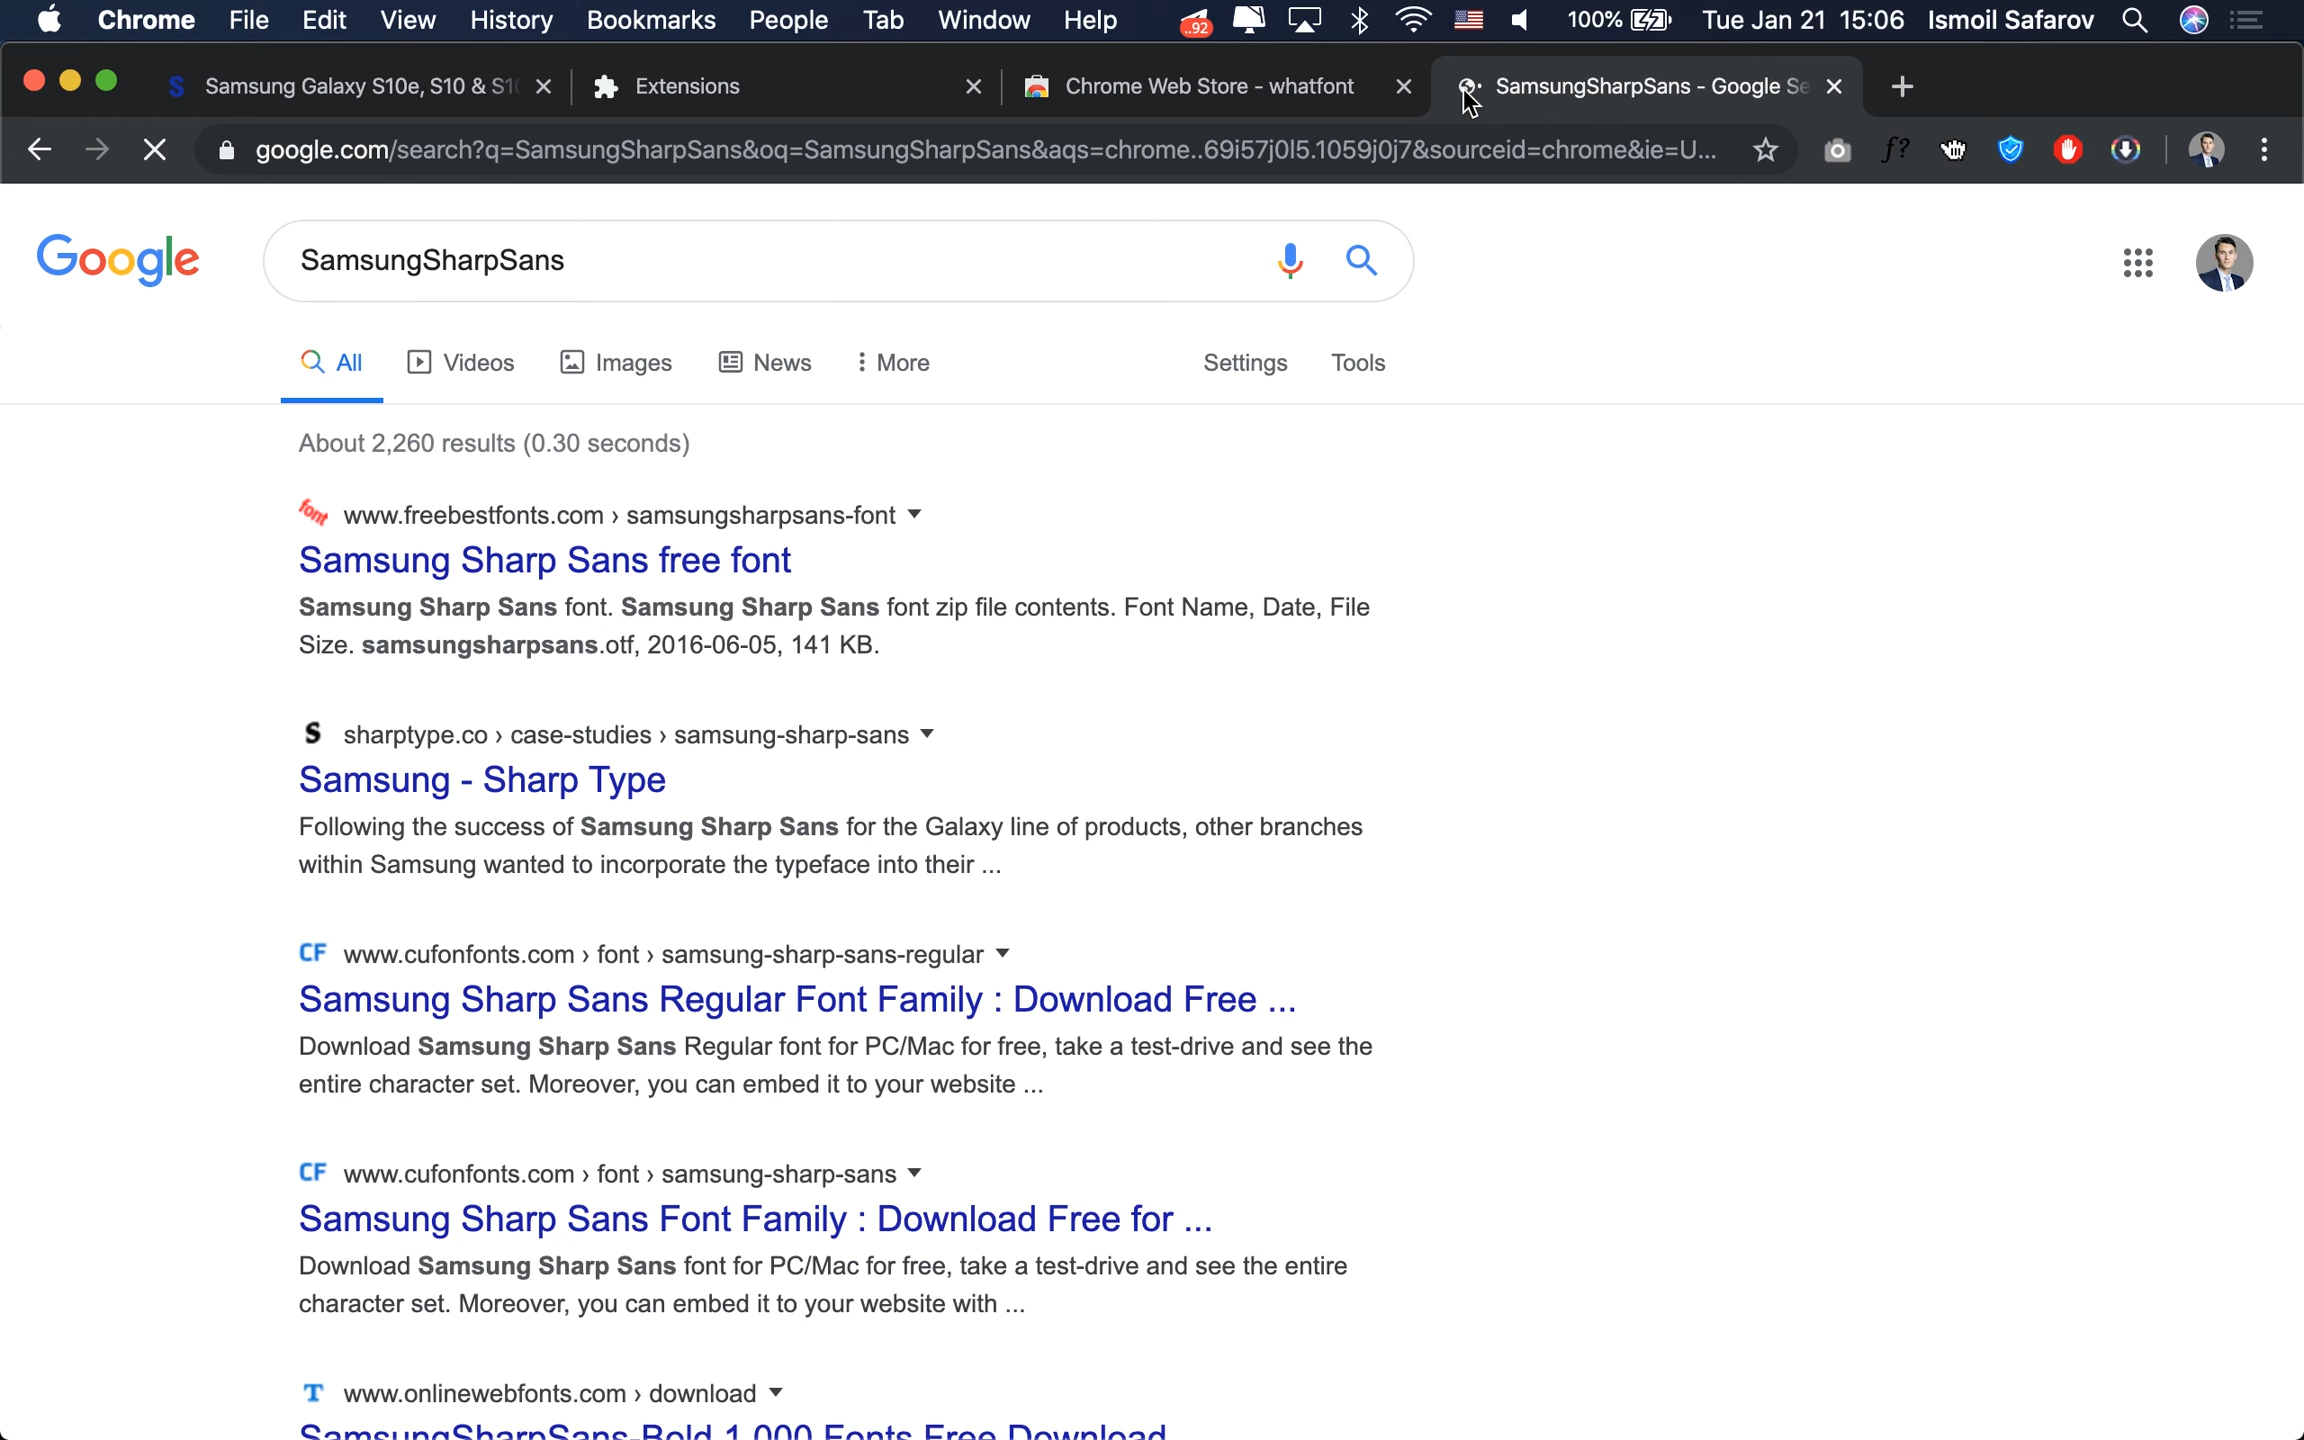 Chrome File Edit View History Bookmarks People Tab Window Help ..92 100% Tue Jan 21 15:06 Ismoil Safarov
Samsung Galaxy S10e, S10 & S1 Extensions Chrome Web Store - whatfont SamsungSharpSans - Google Se
google.com/search?q=SamsungSharpSans&oq=SamsungSharpSans&aqs=chrome..69i57j0l5.1059j0j7&sourceid=chrome&ie=U... f?
Google SamsungSharpSans
All Videos Images News More Settings Tools
About 2,260 results (0.30 seconds)
font www.freebestfonts.com › samsungsharpsans-font
Samsung Sharp Sans free font
Samsung Sharp Sans font. Samsung Sharp Sans font zip file contents. Font Name, Date, File
Size. samsungsharpsans.otf, 2016-06-05, 141 KB.
S sharptype.co › case-studies › samsung-sharp-sans
Samsung - Sharp Type
Following the success of Samsung Sharp Sans for the Galaxy line of products, other branches
within Samsung wanted to incorporate the typeface into their ...
CF www.cufonfonts.com › font › samsung-sharp-sans-regular
Samsung Sharp Sans Regular Font Family : Download Free ...
Download Samsung Sharp Sans Regular font for PC/Mac for free, take a test-drive and see the
entire character set. Moreover, you can embed it to your website ...
CF www.cufonfonts.com › font › samsung-sharp-sans
Samsung Sharp Sans Font Family : Download Free for ...
Download Samsung Sharp Sans font for PC/Mac for free, take a test-drive and see the entire
character set. Moreover, you can embed it to your website with ...
T www.onlinewebfonts.com › download
SamsungSharpSans-Bold 1,000 Fonts Free Download